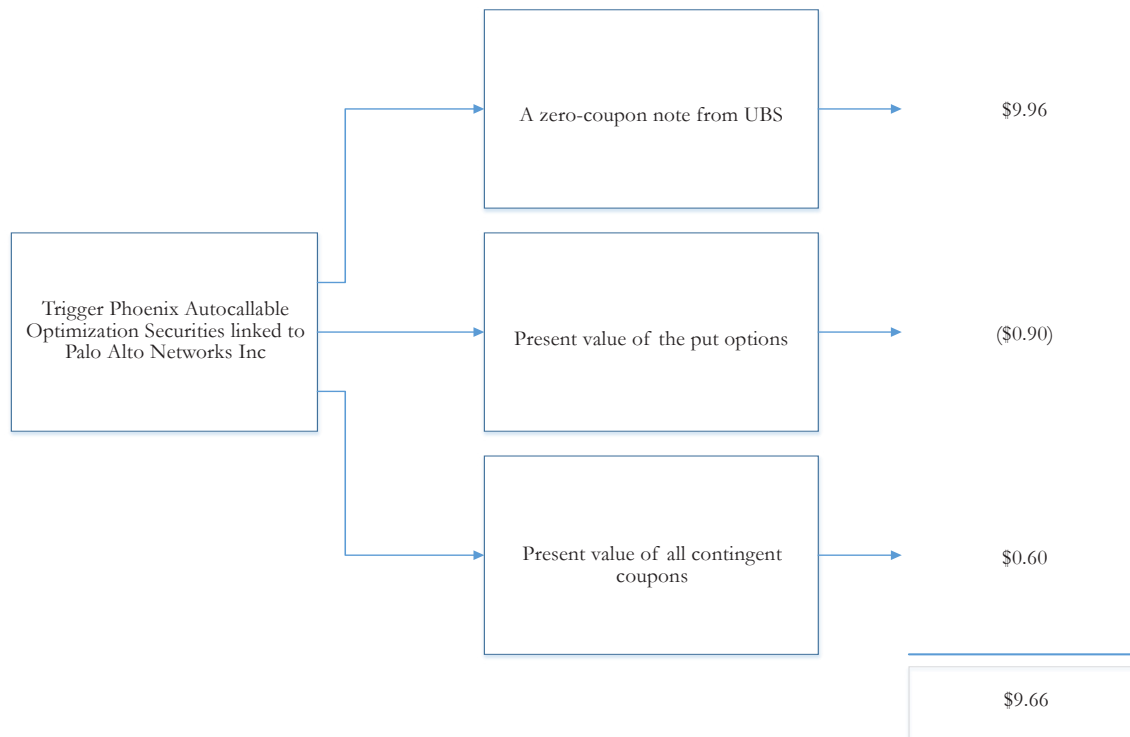 A zero-coupon note from UBS
$9.96
Trigger Phoenix Autocallable
Optimization Securities linked to
Palo Alto Networks Inc
Present value of the put options
($0.90)
Present value of all contingent
coupons
$0.60
$9.66